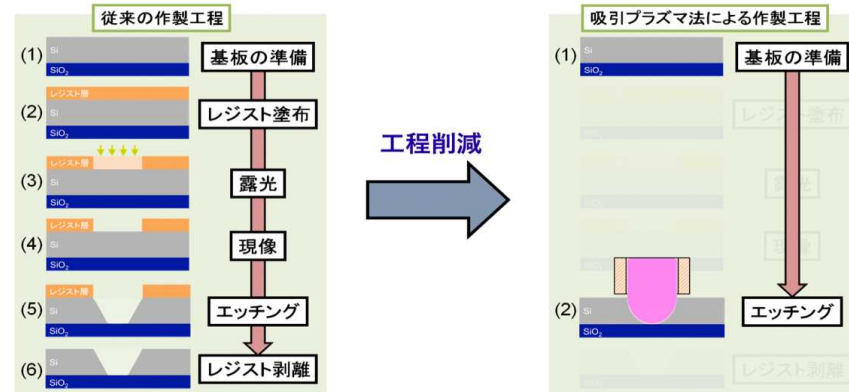 従来の作製工程
(1)
Si
SiO2
基板の準備
(2)
レジスト層
Si
SiO2
レジスト塗布
(3)
レジスト層
Si
SiO2
露光
(4)
レジスト層
Si
SiO2
現像
(5)
レジスト層
Si
SiO2
エッチング
(6)
Si
SiO2
レジスト剥離
工程削減
吸引プラズマ法による作製工程
(1)
Si
SiO2
基板の準備
レジスト塗布
露光
現像
(2)
Si
SiO2
エッチング
レジスト剥離